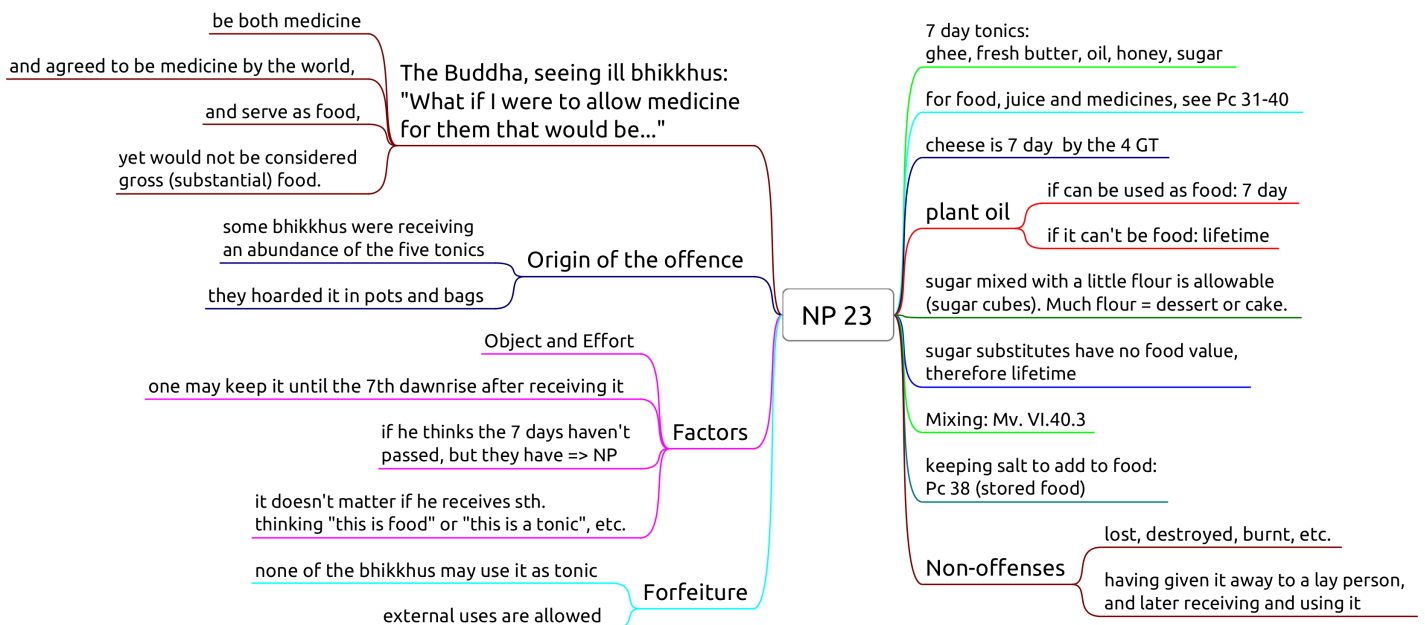 be both medicine
and agreed to be medicine by the world,
and serve as food,
yet would not be considered
gross (substantial) food.
The Buddha, seeing ill bhikkhus:
"What if I were to allow medicine
for them that would be..."
some bhikkhus were receiving
an abundance of the five tonics
they hoarded it in pots and bags
Origin of the offence
Object and Effort
one may keep it until the 7th dawnrise after receiving it
if he thinks the 7 days haven't
passed, but they have => NP
it doesn't matter if he receives sth.
thinking "this is food" or "this is a tonic", etc.
Factors
none of the bhikkhus may use it as tonic
external uses are allowed
Forfeiture
NP 23
7 day tonics:
ghee, fresh butter, oil, honey, sugar
for food, juice and medicines, see Pc 31-40
cheese is 7 day  by the 4 GT
plant oil
if can be used as food: 7 day
if it can't be food: lifetime
sugar mixed with a little flour is allowable
(sugar cubes). Much flour = dessert or cake.
sugar substitutes have no food value,
therefore lifetime
Mixing: Mv. VI.40.3
keeping salt to add to food:
Pc 38 (stored food)
Non-offenses
lost, destroyed, burnt, etc.
having given it away to a lay person,
and later receiving and using it